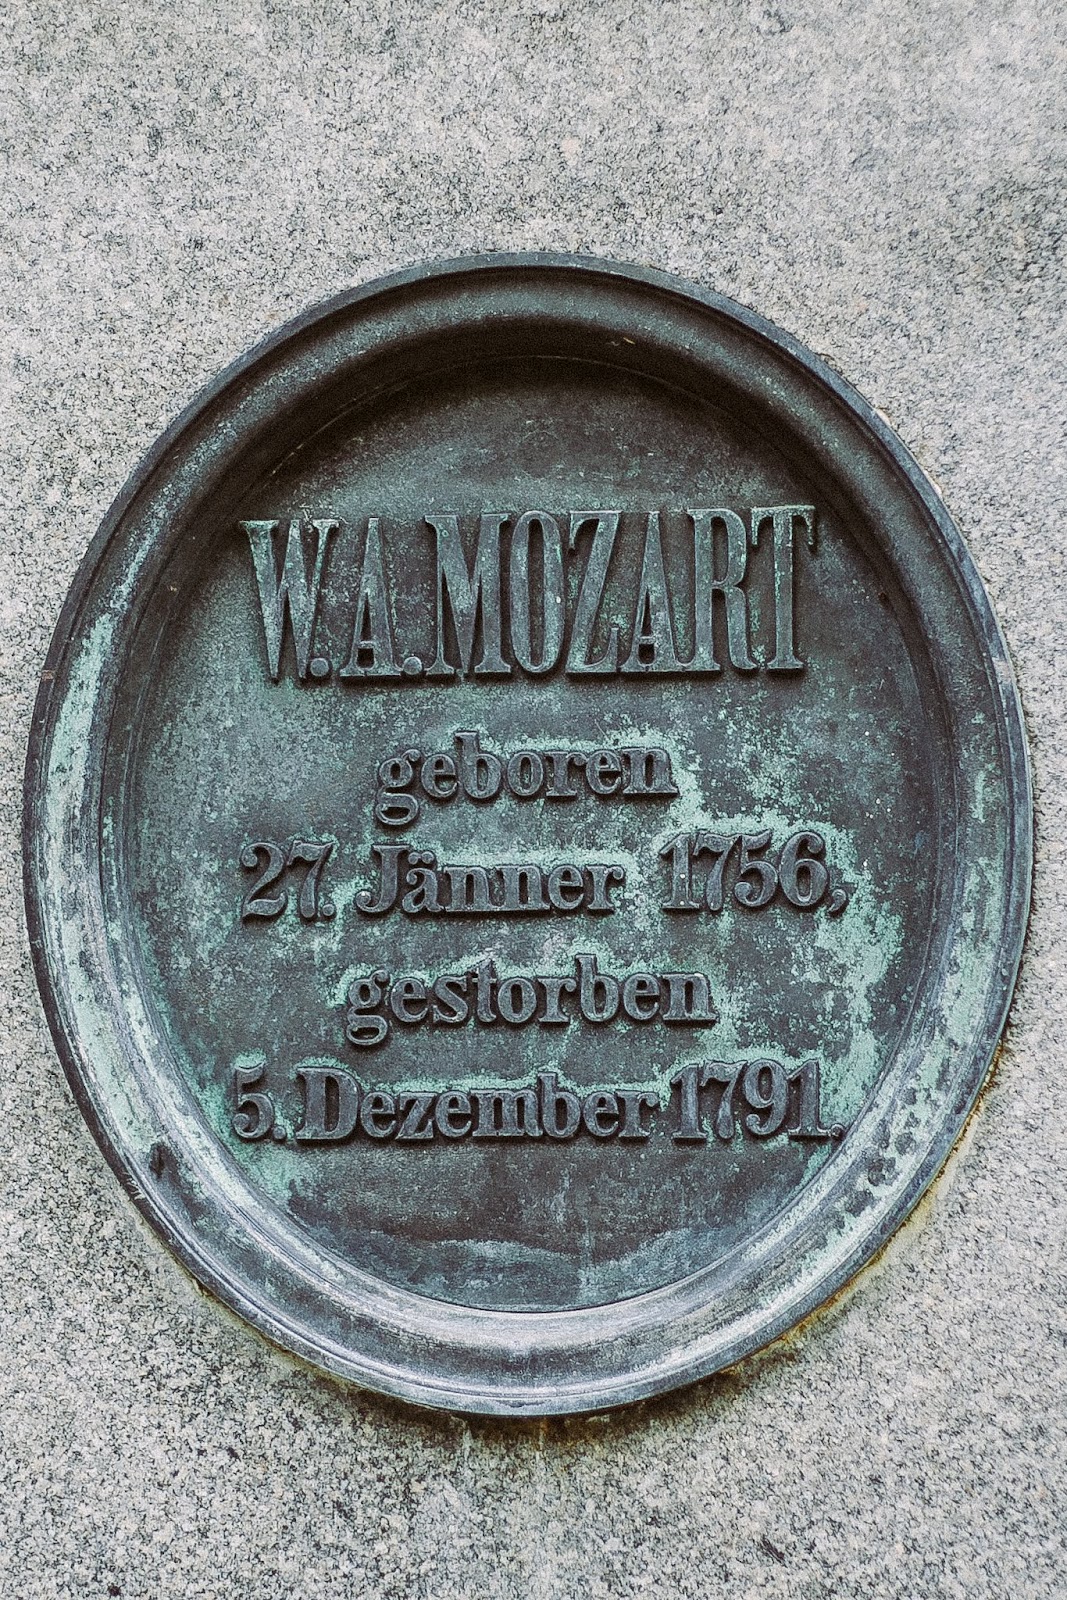 W.A.MOZART
geboren
27. Jänner 1756,
gestorben
5. Dezember 1791.